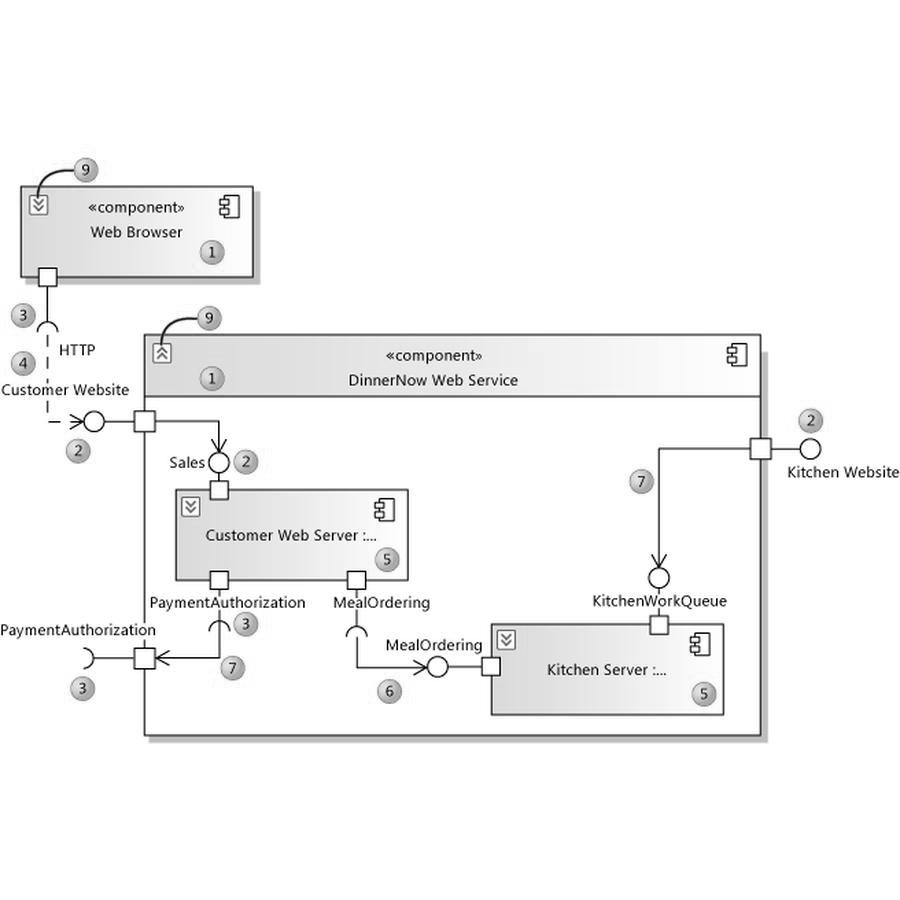 9
«component»
Web Browser
1
3
HTTP
4
Customer Website
2
9
«component»
DinnerNow Web Service
1
2
Kitchen Website
Sales
2
7
Customer Web Server :...
5
PaymentAuthorization
MealOrdering
KitchenWorkQueue
3
PaymentAuthorization
3
7
MealOrdering
6
Kitchen Server :...
5